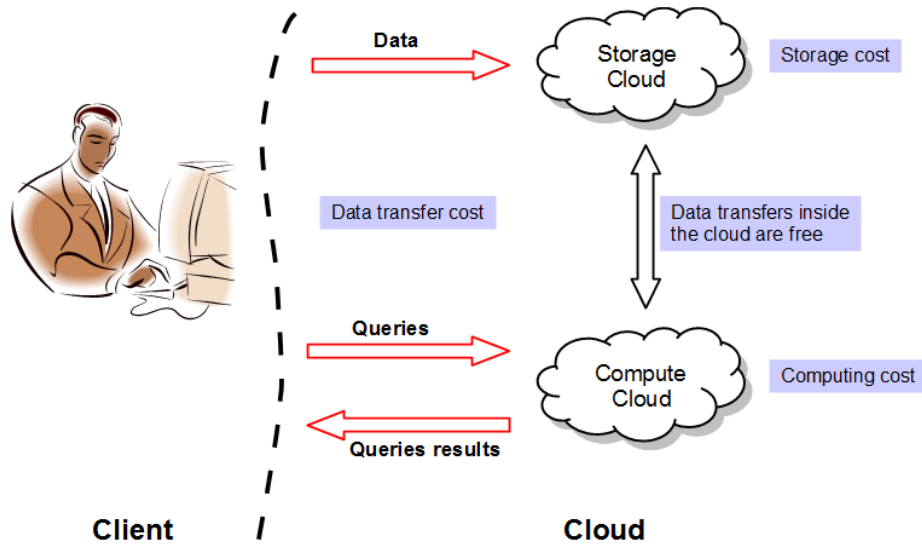 Data
Storage
Cloud
Storage cost
Data transfer cost
Data transfers inside
the cloud are free
Queries
Compute
Cloud
Computing cost
Queries results
Client
Cloud